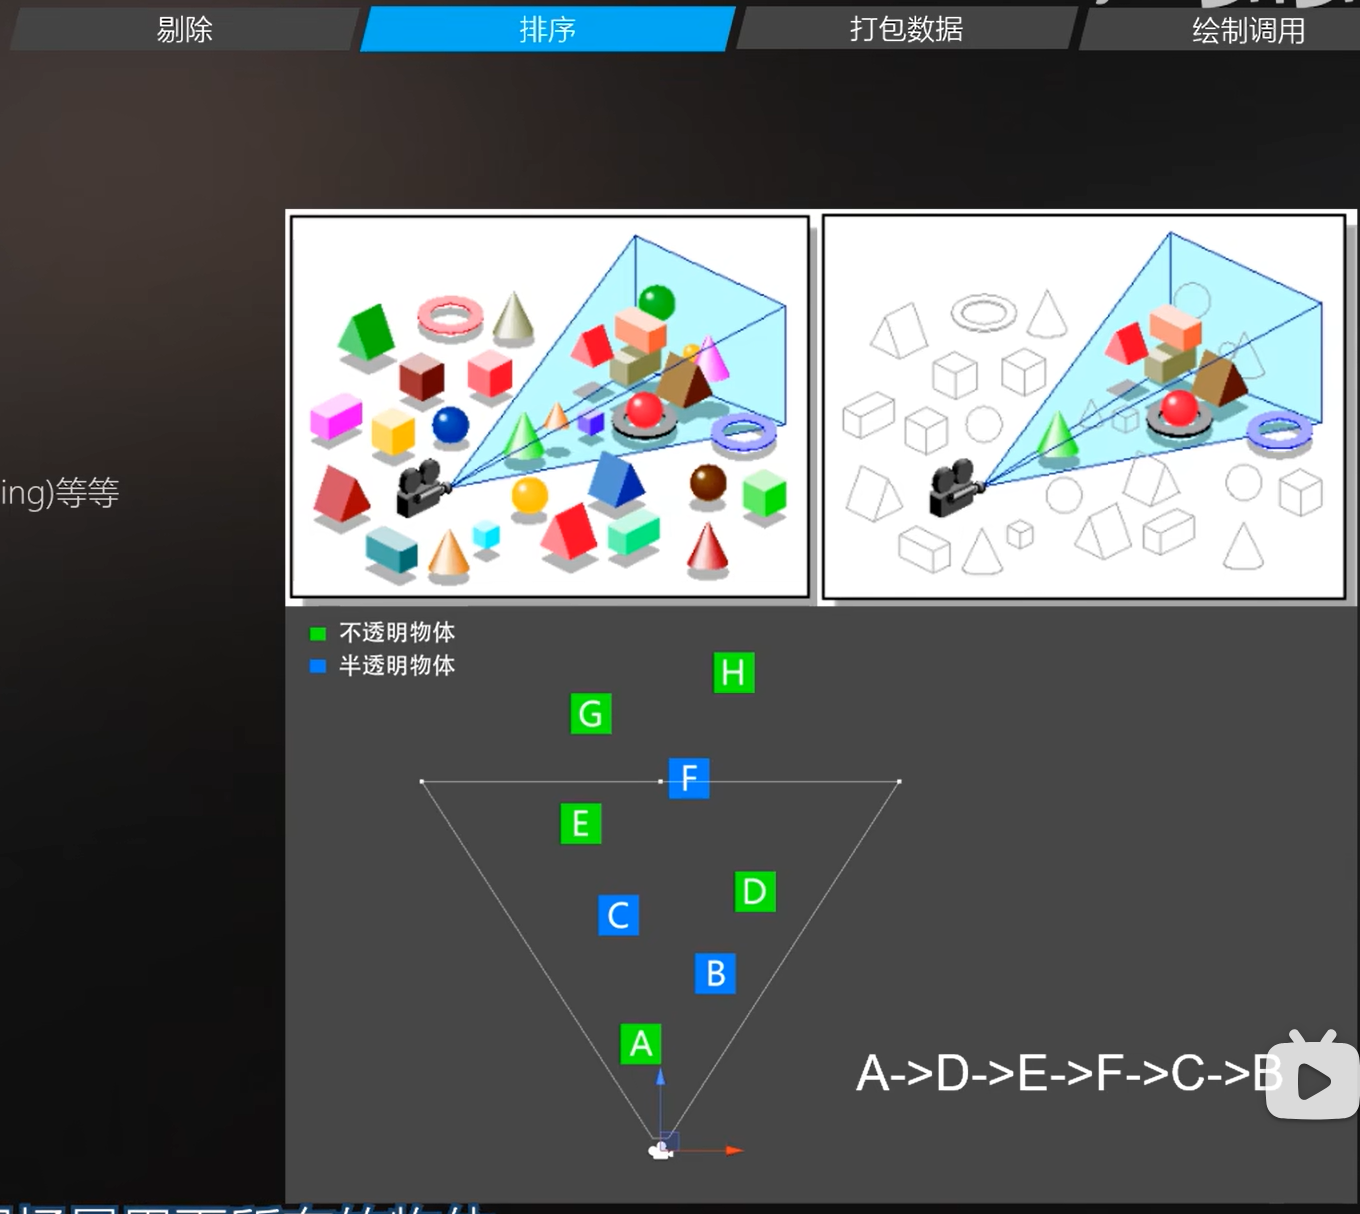 剔除
排序
打包数据
绘制调用
ing)等等
不透明物体
半透明物体
H
G
F
E
D
C
B
A
A->D->E->F->C->B